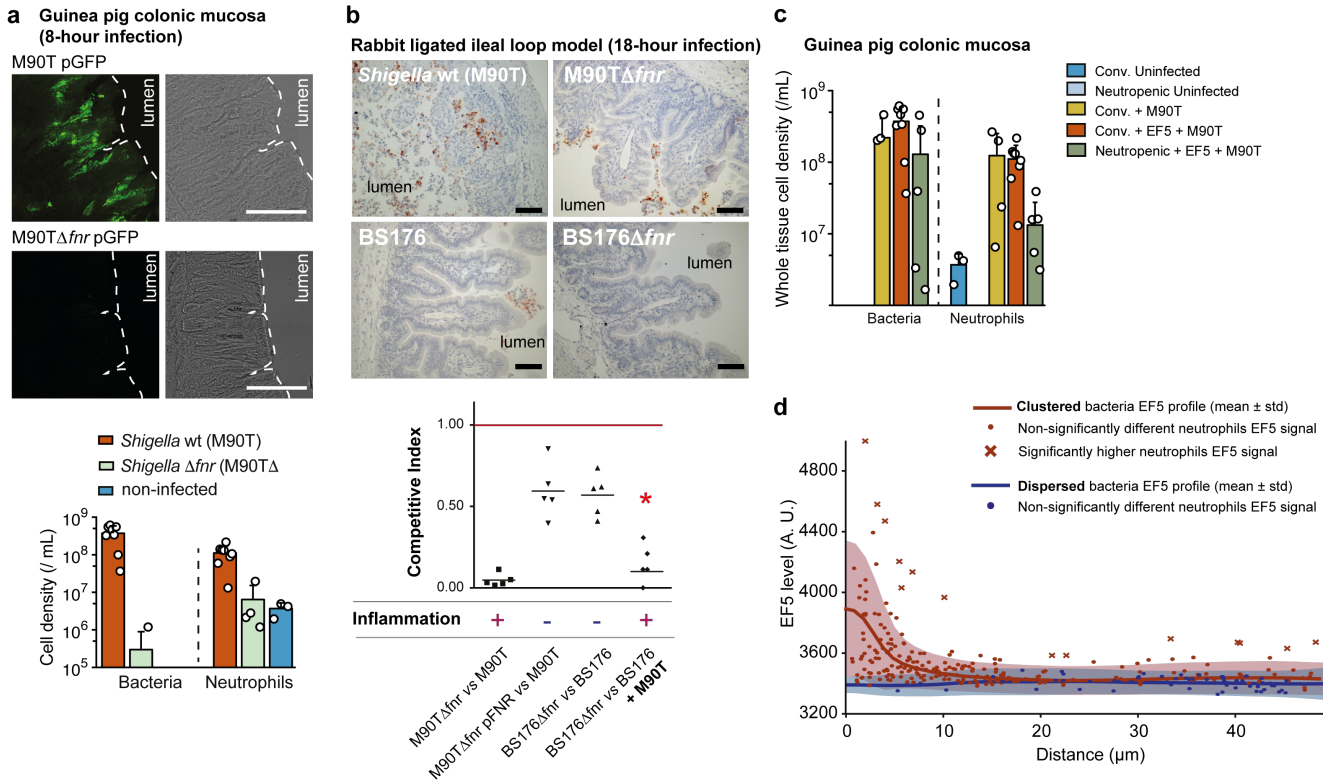 a
Guinea pig colonic mucosa
(8-hour infection)
M90T pGFP
lumen
lumen
M90TΔfnr pGFP
lumen
lumen
Shigella wt (M90T)
Shigella Δfnr (M90TΔ
non-infected
Cell density (/ mL)
10⁹
10⁸
10⁷
10⁶
10⁵
Bacteria
Neutrophils
b
Rabbit ligated ileal loop model (18-hour infection)
Shigella wt (M90T)
lumen
M90TΔfnr
lumen
BS176
lumen
BS176Δfnr
lumen
Competitive Index
1.00
0.50
0.00
*
Inflammation
+
-
-
+
M90TΔfnr vs M90T
M90TΔfnr pFNR vs M90T
BS176Δfnr vs BS176
BS176Δfnr vs BS176
+ M90T
c
Guinea pig colonic mucosa
Whole tissue cell density (/mL)
10⁹
10⁸
10⁷
Bacteria
Neutrophils
Conv. Uninfected
Neutropenic Uninfected
Conv. + M90T
Conv. + EF5 + M90T
Neutropenic + EF5 + M90T
d
Clustered bacteria EF5 profile (mean ± std)
Non-significantly different neutrophils EF5 signal
Significantly higher neutrophils EF5 signal
Dispersed bacteria EF5 profile (mean ± std)
Non-significantly different neutrophils EF5 signal
EF5 level (A. U.)
4800
4400
4000
3600
3200
0
10
20
30
40
Distance (μm)